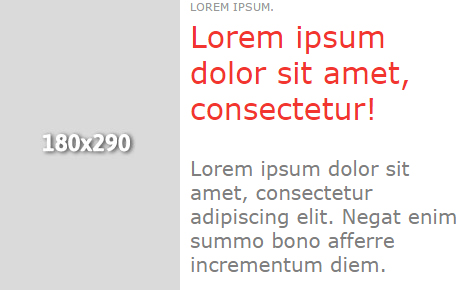 LOREM IPSUM.
Lorem ipsum
dolor sit amet,
consectetur!
180x290
Lorem ipsum dolor sit
amet, consectetur
adipiscing elit. Negat enim
summo bono afferre
incrementum diem.